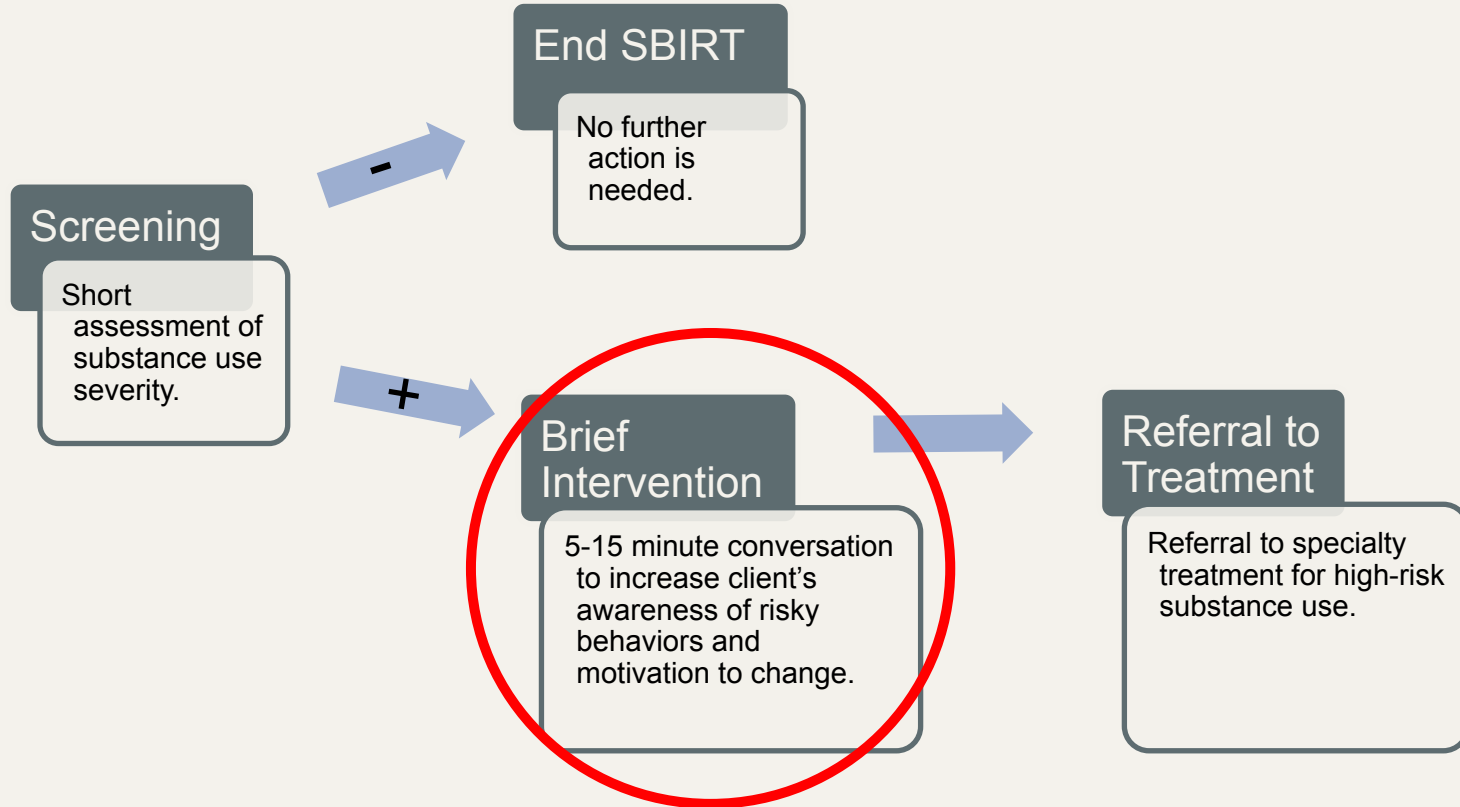 End SBIRT
No further
action is
needed.
-
Screening
Short
assessment of
substance use
severity.
+
Brief
Intervention
5-15 minute conversation
to increase client’s
awareness of risky
behaviors and
motivation to change.
Referral to
Treatment
Referral to specialty
treatment for high-risk
substance use.